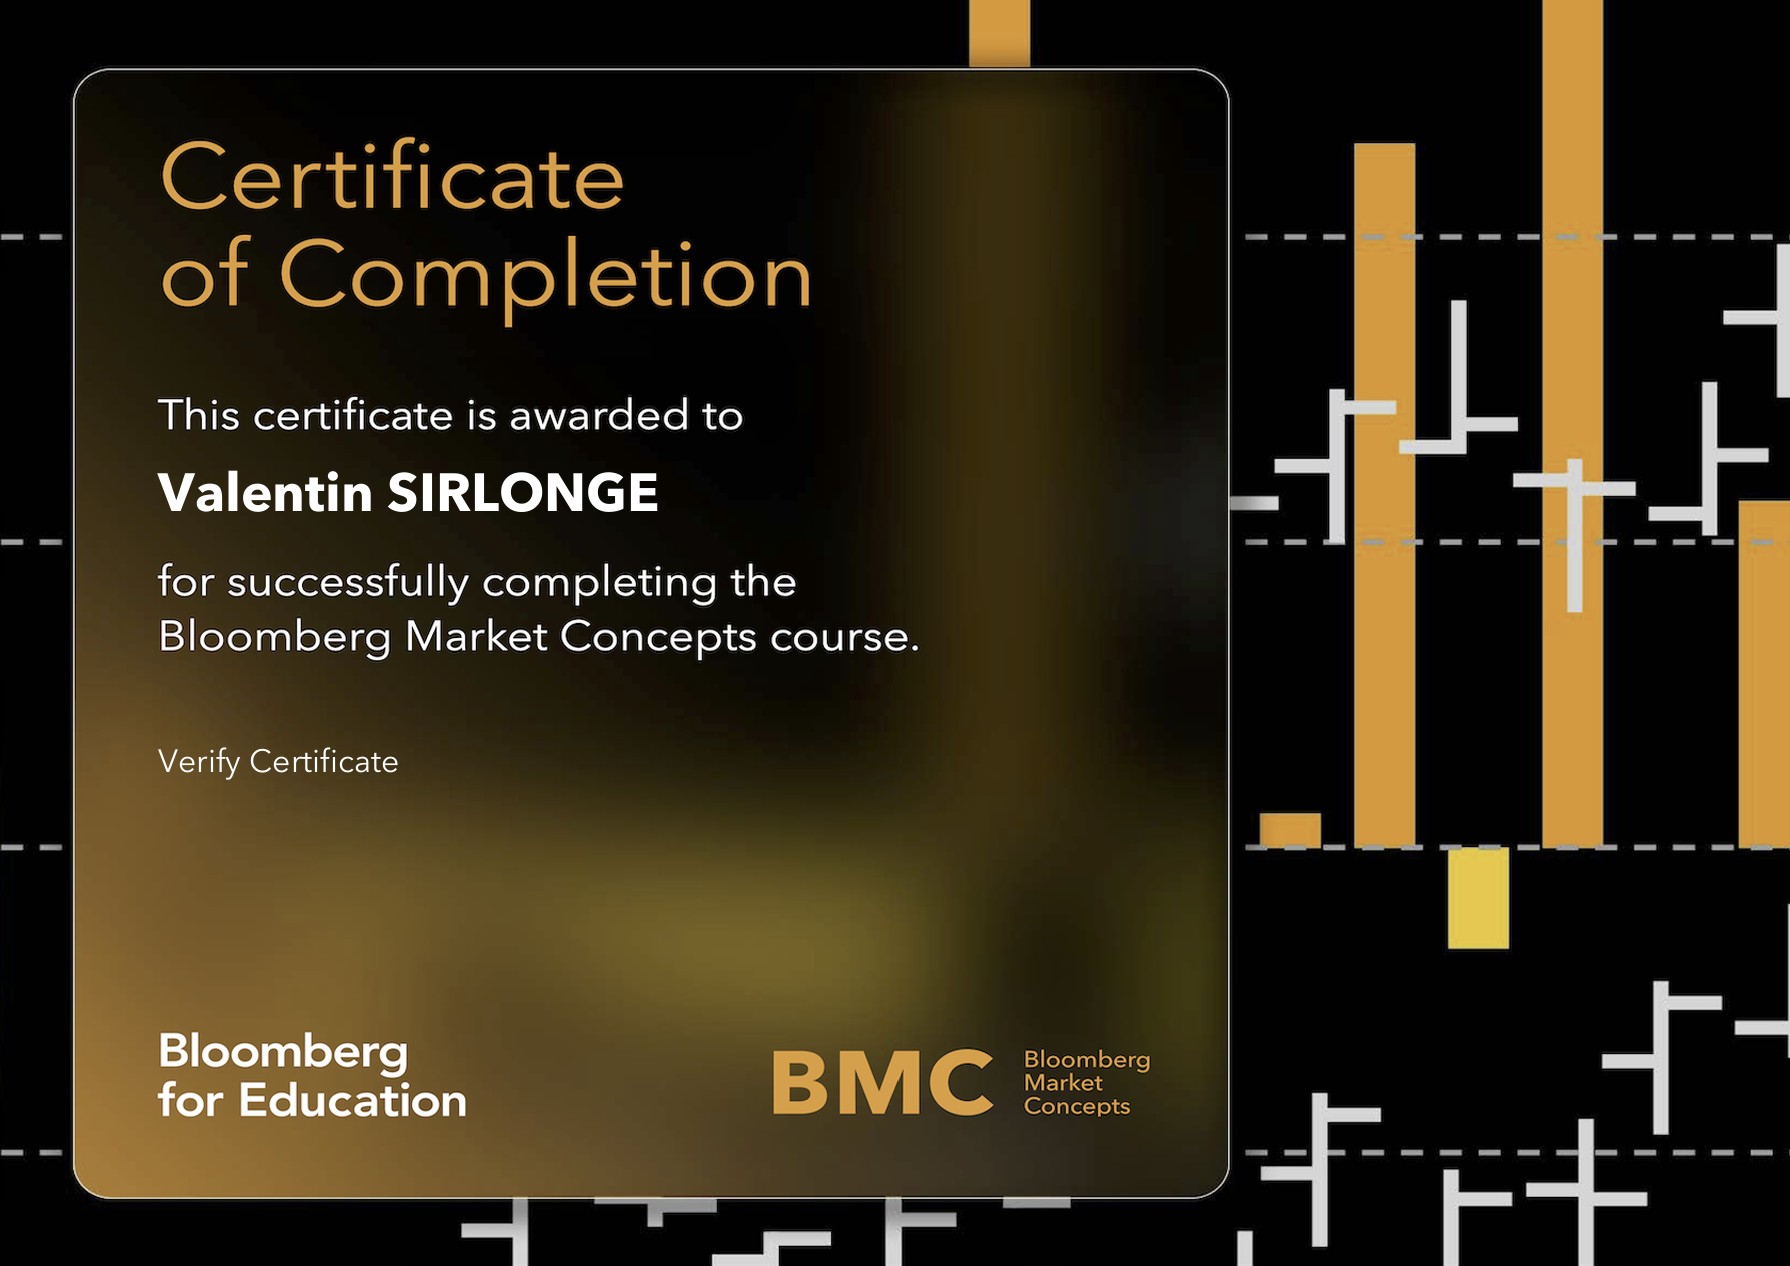 Certificate
of Completion
This certificate is awarded to
Valentin SIRLONGE
for successfully completing the
Bloomberg Market Concepts course.
Verify Certificate
Bloomberg
for Education
BMC
Bloomberg
Market
Concepts